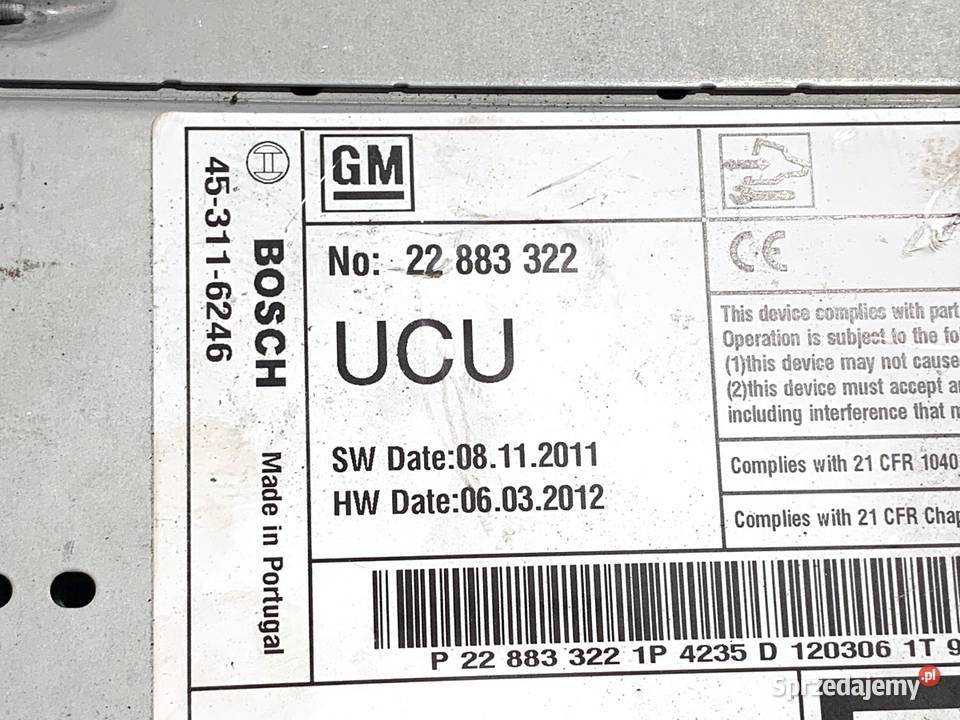 GM
No: 22 883 322
UCU
SW Date:08.11.2011
HW Date:06.03.2012
45-311-6246
BOSCH
Made in Portugal
CE
This device complies with part
Operation is subject to the
(1)this device may not cause
(2)this device must accept
including interference that
Complies with 21 CFR 1040
Complies with 21 CFR
P 22 883 322 1P 4235 D 120306 1T 9
Sprzedajemy.pl